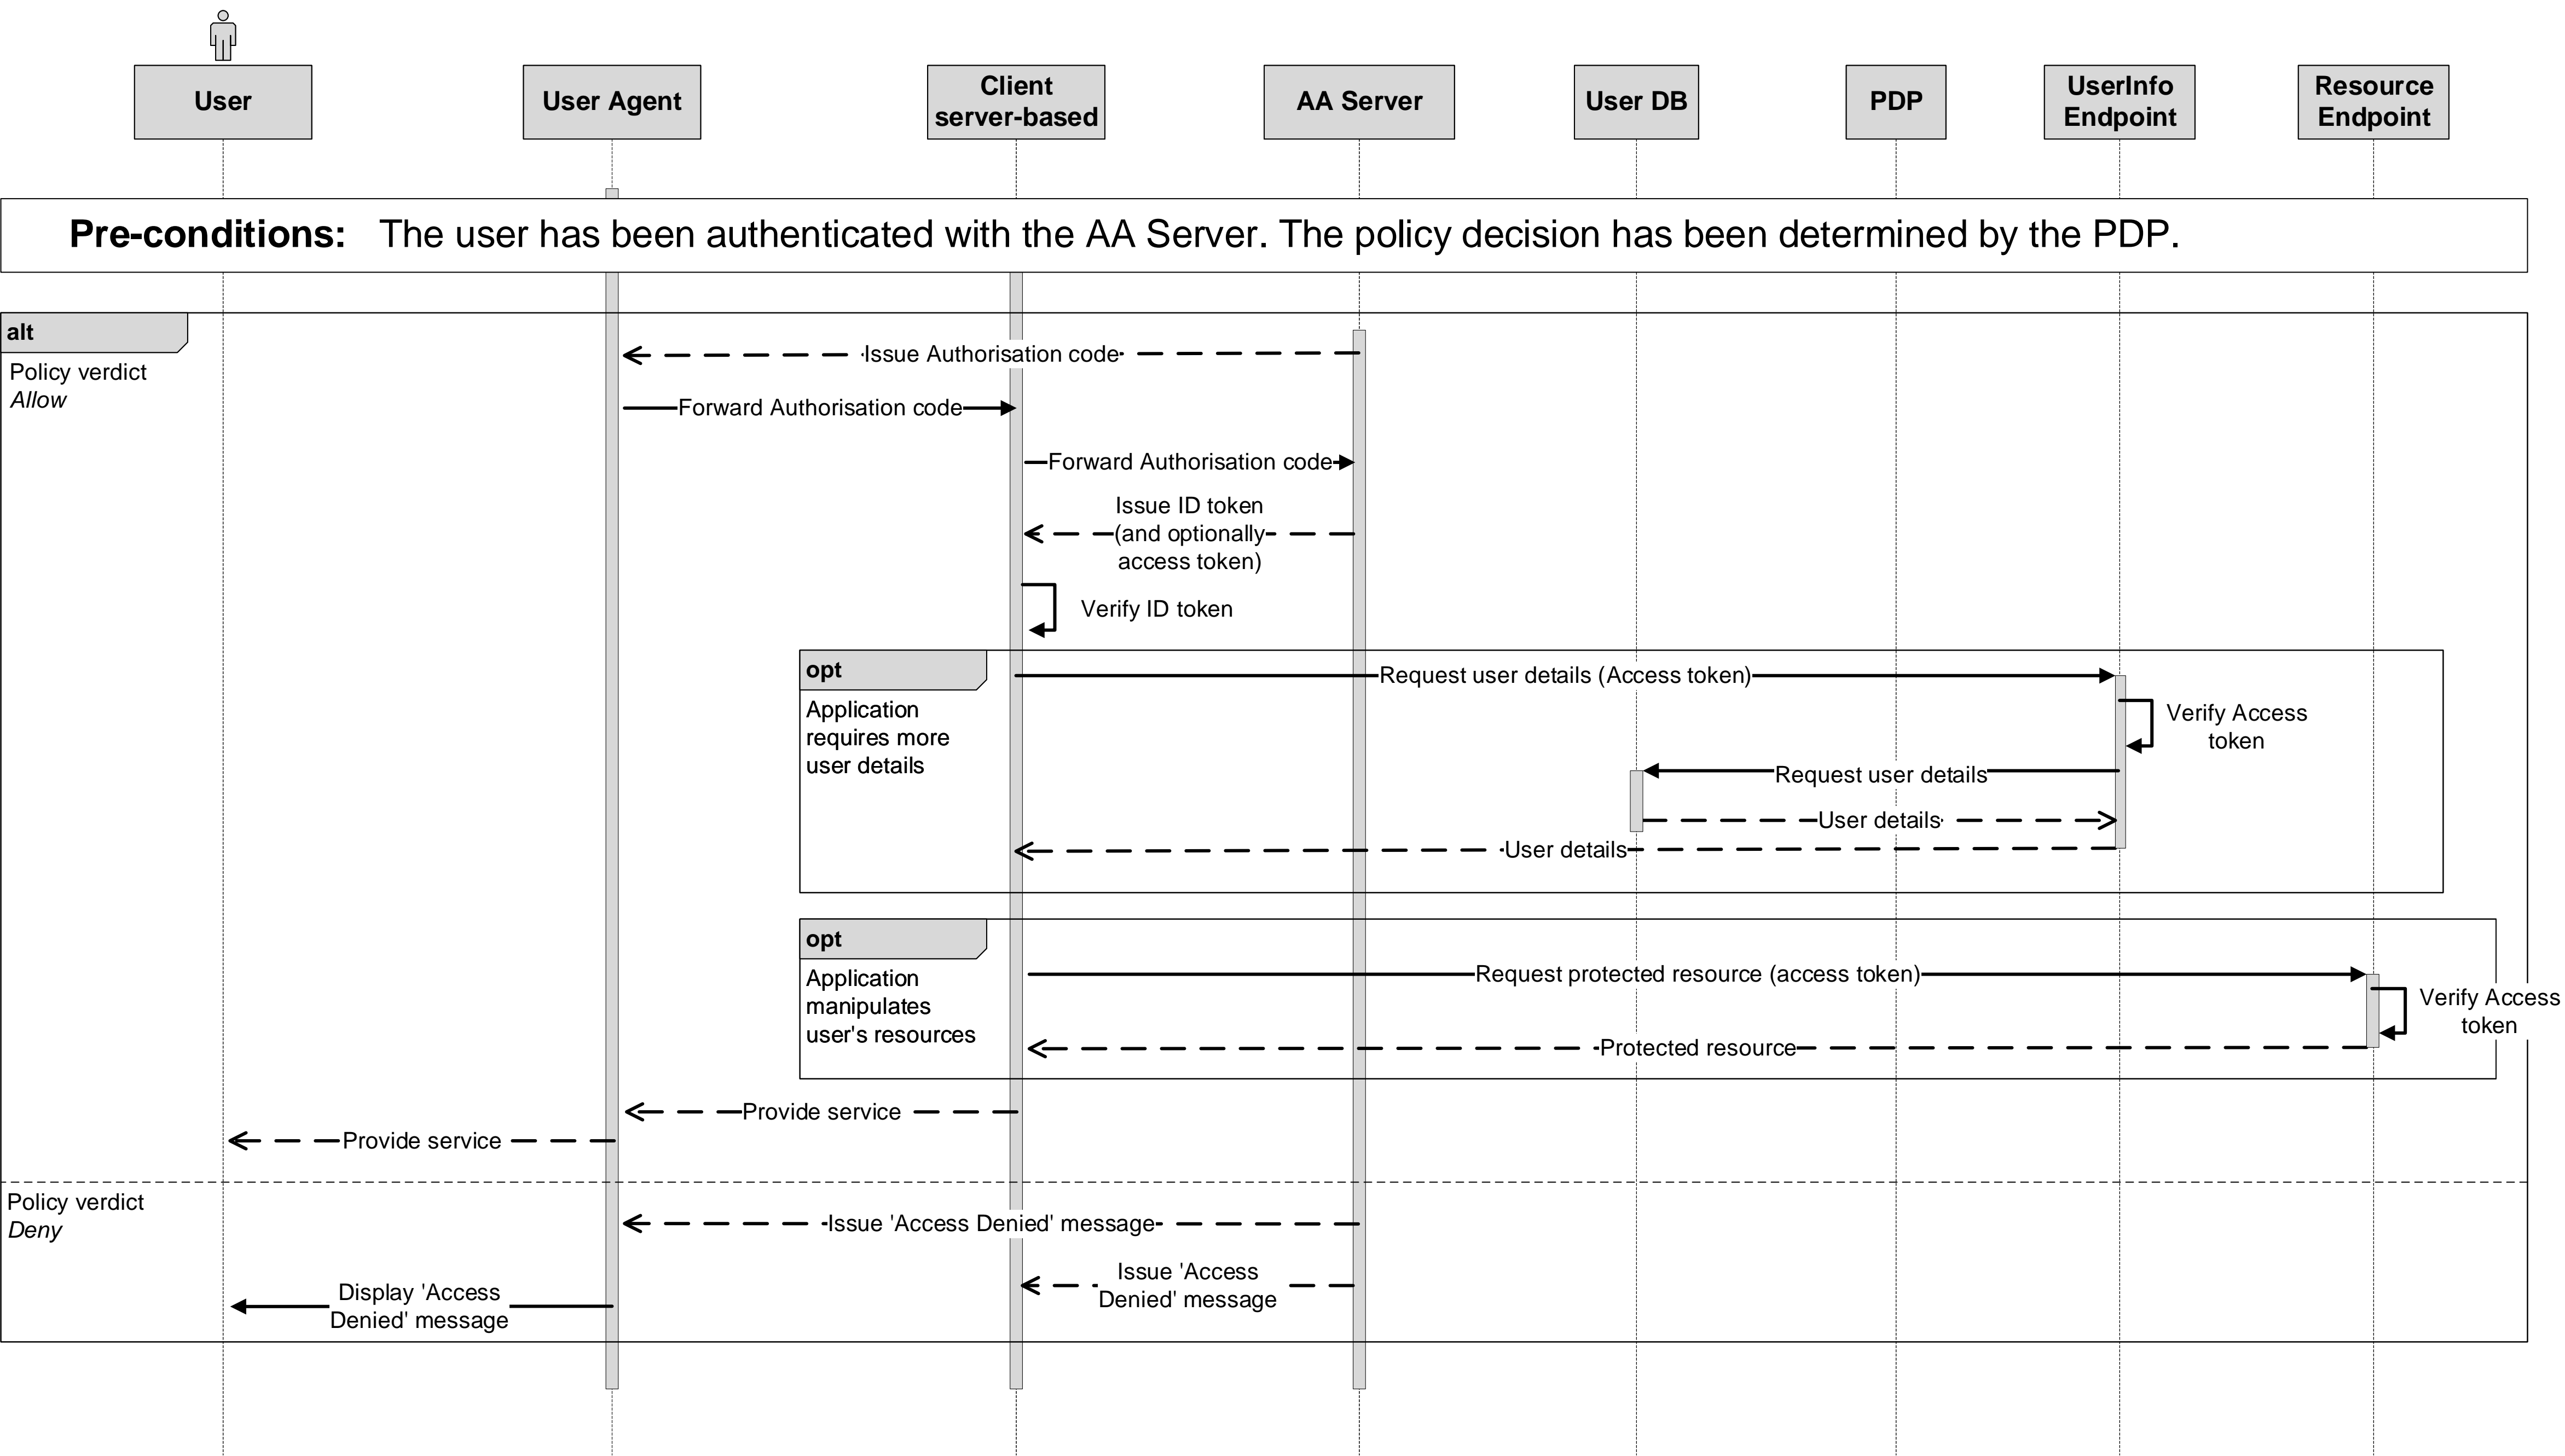 User
User Agent
Client
server-based
AA Server
User DB
PDP
UserInfo
Endpoint
Resource
Endpoint
Pre-conditions: The user has been authenticated with the AA Server. The policy decision has been determined by the PDP.
alt
Policy verdict
Allow
Issue Authorisation code
Forward Authorisation code
Forward Authorisation code
Issue ID token
(and optionally
access token)
Verify ID token
opt
Application
requires more
user details
Request user details (Access token)
Verify Access
token
Request user details
User details
User details
opt
Application
manipulates
user's resources
Request protected resource (access token)
Verify Access
token
Protected resource
Provide service
Provide service
Policy verdict
Deny
Issue 'Access Denied' message
Issue 'Access
Denied' message
Display 'Access
Denied' message